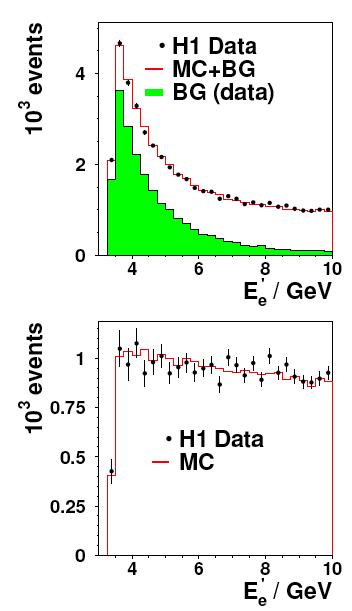 10³ events
4
2
0
H1 Data
MC+BG
BG (data)
4 6 8 10
E'ₑ / GeV
10³ events
1
0.75
0.5
0.25
0
H1 Data
MC
4 6 8 10
E'ₑ / GeV